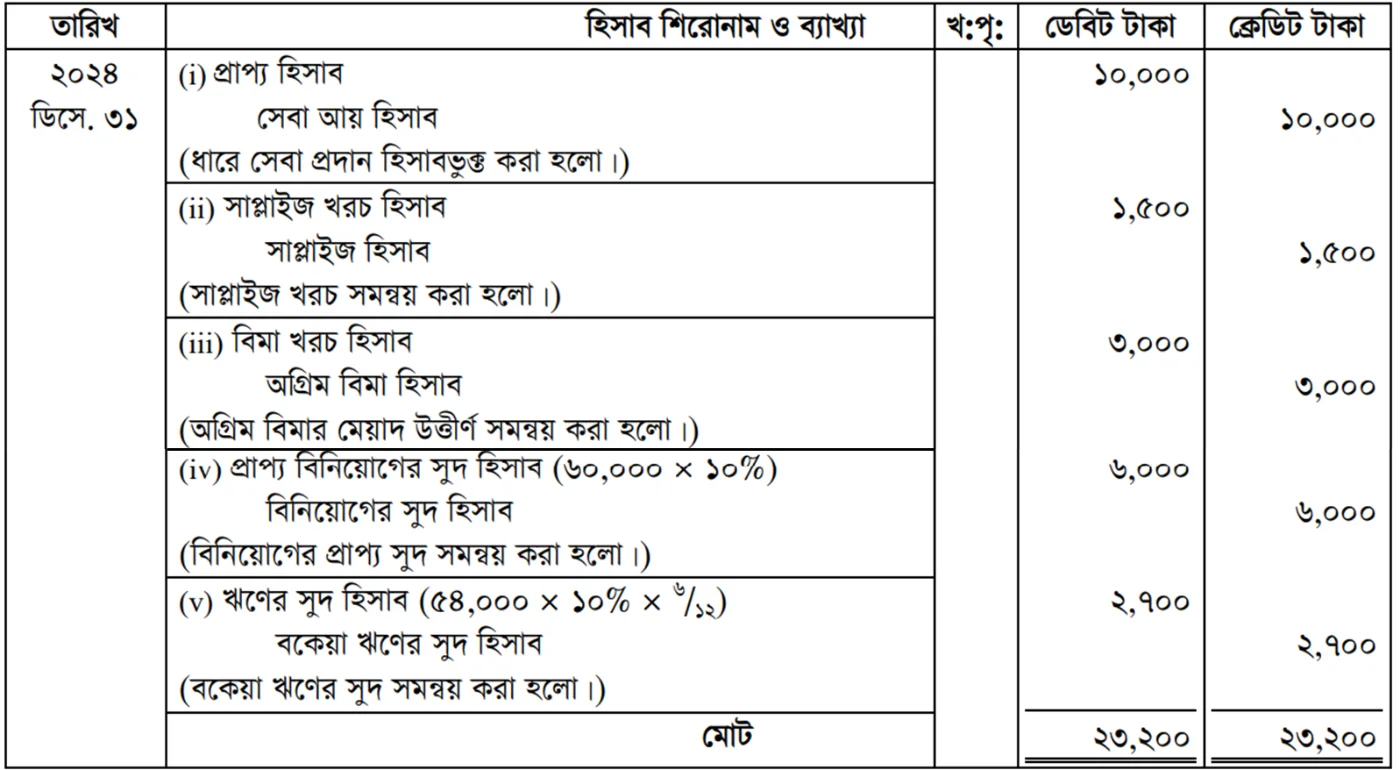 তারিখ হিসাব শিরোনাম ও ব্যাখ্যা খ:পৃ: ডেবিট টাকা ক্রেডিট টাকা
২০২৪ (i) প্রাপ্য হিসাব ১০,০০০
ডিসে. ৩১ সেবা আয় হিসাব ১০,০০০
(ধারে সেবা প্রদান হিসাবভুক্ত করা হলো।)
(ii) সাপ্লাইজ খরচ হিসাব ১,৫০০
সাপ্লাইজ হিসাব ১,৫০০
(সাপ্লাইজ খরচ সমন্বয় করা হলো।)
(iii) বিমা খরচ হিসাব ৩,০০০
অগ্রিম বিমা হিসাব ৩,০০০
(অগ্রিম বিমার মেয়াদ উত্তীর্ণ সমন্বয় করা হলো।)
(iv) প্রাপ্য বিনিয়োগের সুদ হিসাব (৬০,০০০ × ১০%) ৬,০০০
বিনিয়োগের সুদ হিসাব ৬,০০০
(বিনিয়োগের প্রাপ্য সুদ সমন্বয় করা হলো।)
(v) ঋণের সুদ হিসাব (৫৪,০০০ × ১০% × ৬/১২) ২,৭০০
বকেয়া ঋণের সুদ হিসাব ২,৭০০
(বকেয়া ঋণের সুদ সমন্বয় করা হলো।)
মোট ২৩,২০০ ২৩,২০০